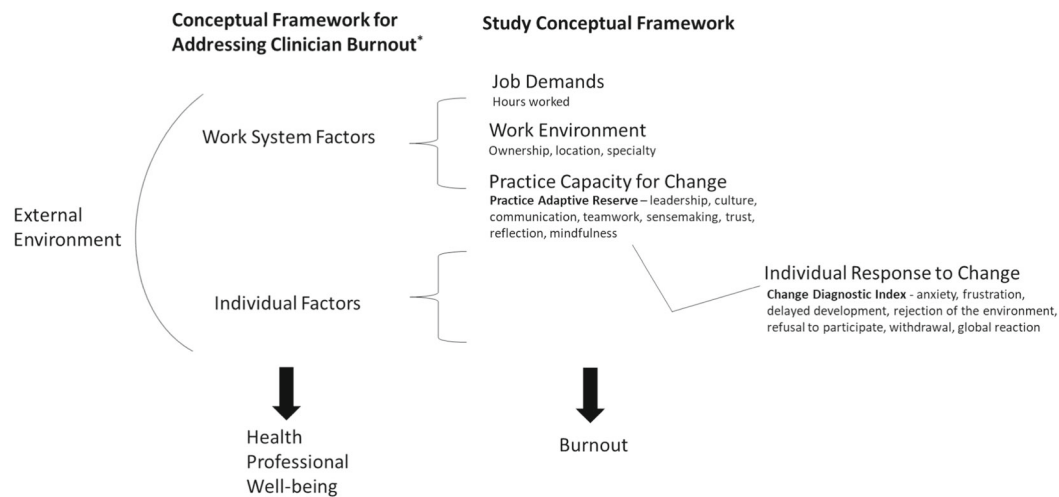 Conceptual Framework for
Addressing Clinician Burnout*
Study Conceptual Framework
Job Demands
Hours worked
Work System Factors
Work Environment
Ownership, location, specialty
Practice Capacity for Change
Practice Adaptive Reserve – leadership, culture,
communication, teamwork, sensemaking, trust,
reflection, mindfulness
External
Environment
Individual Factors
Individual Response to Change
Change Diagnostic Index - anxiety, frustration,
delayed development, rejection of the environment,
refusal to participate, withdrawal, global reaction
Health
Professional
Well-being
Burnout